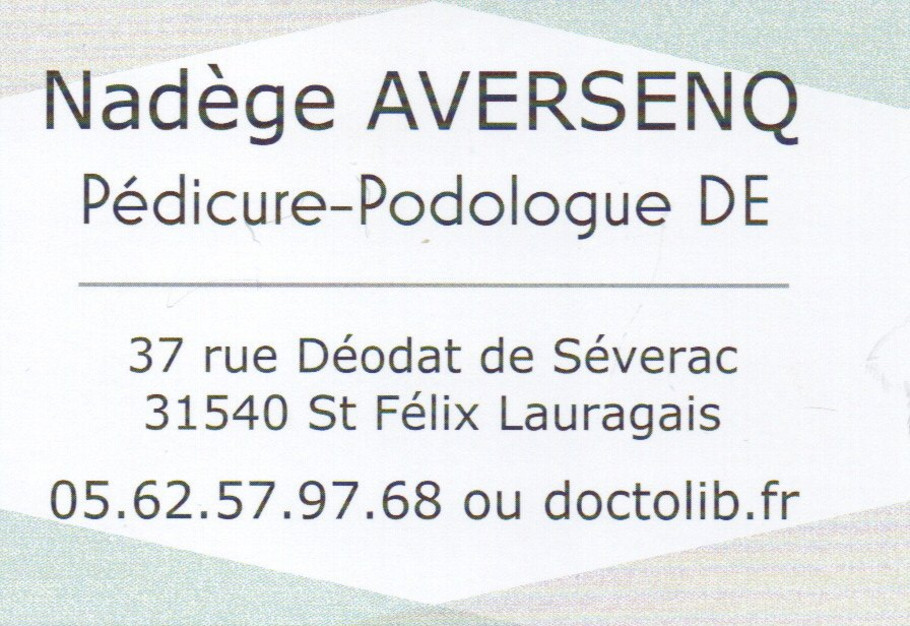 Nadège AVERSENQ
Pédicure-Podologue DE
37 rue Déodat de Séverac
31540 St Félix Lauragais
05.62.57.97.68 ou doctolib.fr